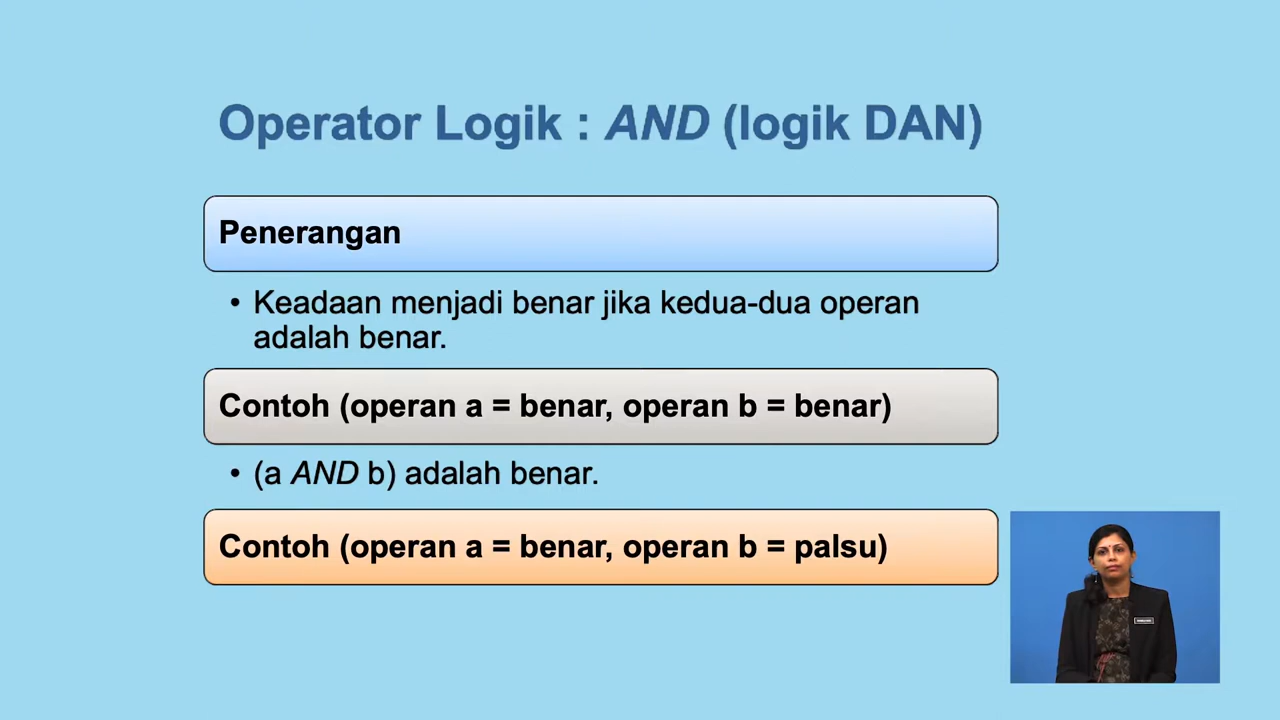 Operator Logik : AND (logik DAN)
Penerangan
• Keadaan menjadi benar jika kedua-dua operan
adalah benar.
Contoh (operan a = benar, operan b = benar)
• (a AND b) adalah benar.
Contoh (operan a = benar, operan b = palsu)